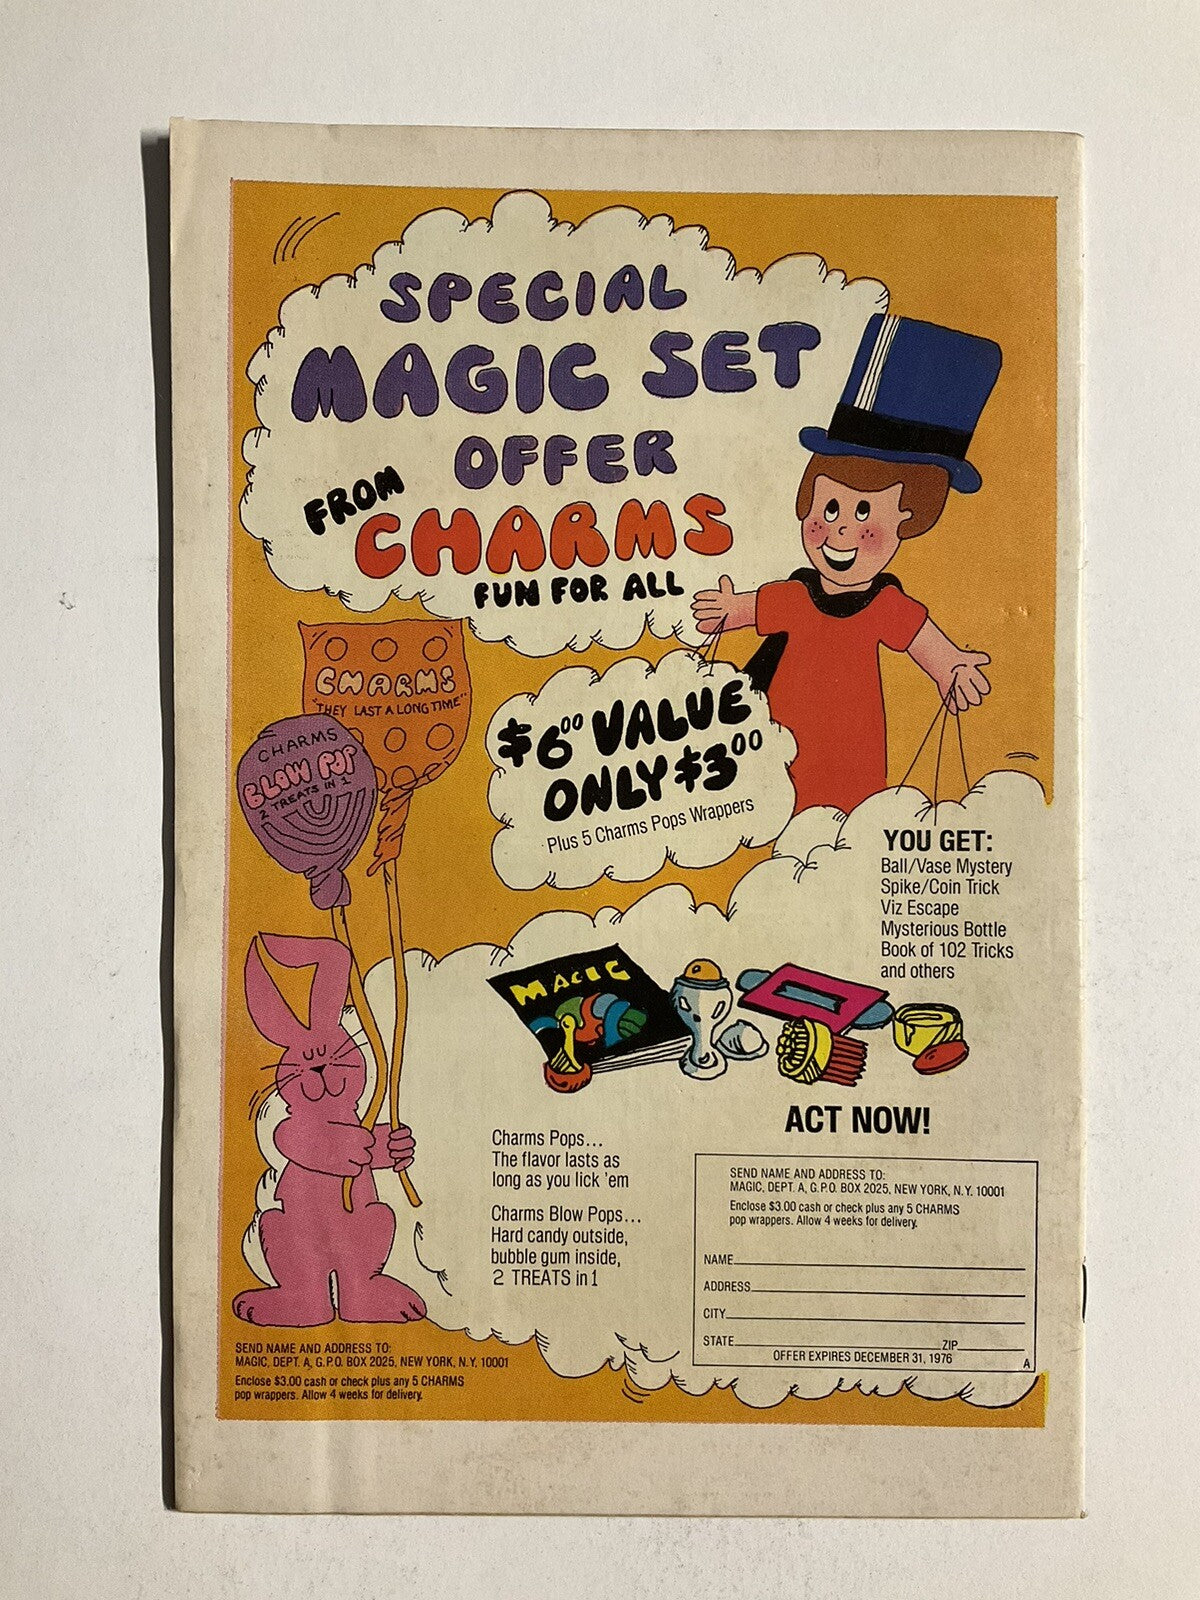 SPECIAL
MAGIC SET
OFFER
FROM
CHARMS
FUN FOR ALL
CHARMS
"THEY LAST A LONG TIME"
CHARMS
BLOW POP
2 TREATS IN 1
$6.00 VALUE
ONLY $3.00
Plus 5 Charms Pops Wrappers
YOU GET:
Ball/Vase Mystery
Spike/Coin Trick
Viz Escape
Mysterious Bottle
Book of 102 Tricks
and others
MAGIC
ACT NOW!
Charms Pops...
The flavor lasts as
long as you lick 'em
Charms Blow Pops...
Hard candy outside,
bubble gum inside,
2 TREATS in 1
SEND NAME AND ADDRESS TO:
MAGIC, DEPT. A, G.P.O. BOX 2025, NEW YORK, N.Y. 10001
Enclose $3.00 cash or check plus any 5 CHARMS
pop wrappers. Allow 4 weeks for delivery.
NAME
ADDRESS
CITY
STATE ZIP
OFFER EXPIRES DECEMBER 31, 1976
A
SEND NAME AND ADDRESS TO:
MAGIC, DEPT. A, G.P.O. BOX 2025, NEW YORK, N.Y. 10001
Enclose $3.00 cash or check plus any 5 CHARMS
pop wrappers. Allow 4 weeks for delivery.